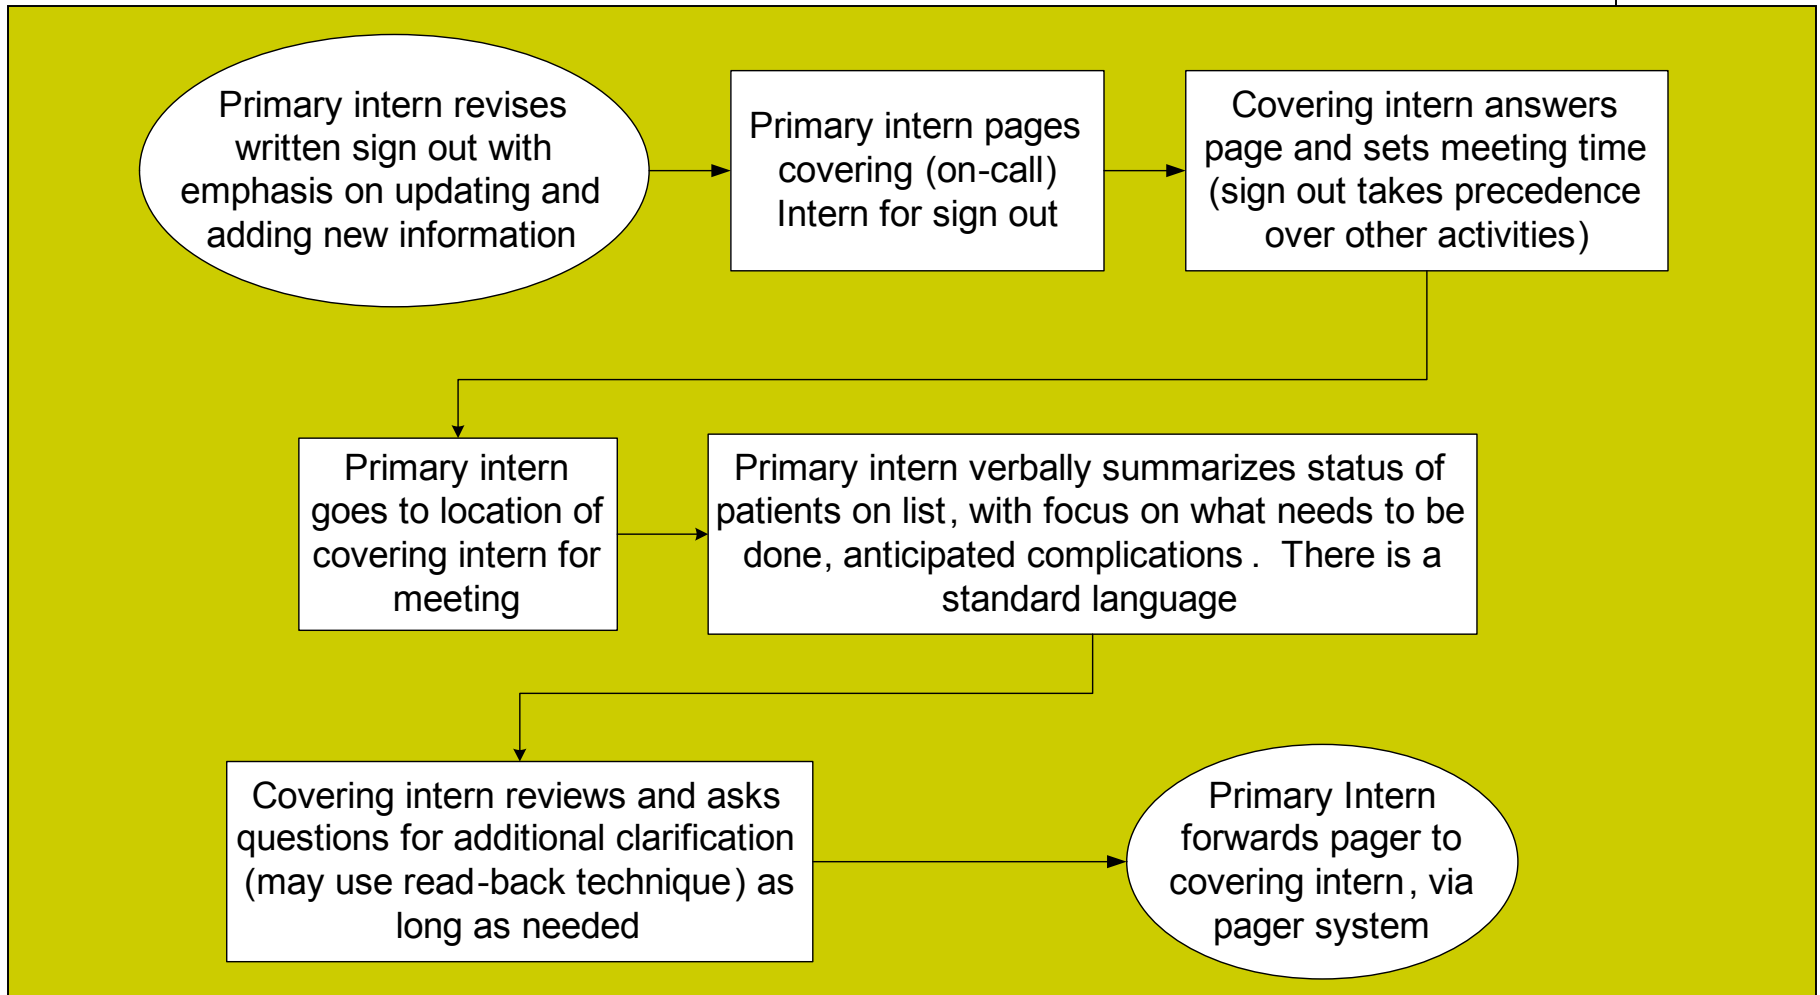 Primary intern revises
written sign out with
emphasis on updating and
adding new information
Primary intern pages
covering (on-call)
Intern for sign out
Covering intern answers
page and sets meeting time
(sign out takes precedence
over other activities)
Primary intern
goes to location of
covering intern for
meeting
Primary intern verbally summarizes status of
patients on list, with focus on what needs to be
done, anticipated complications .  There is a
standard language
Covering intern reviews and asks
questions for additional clarification
(may use read-back technique) as
long as needed
Primary Intern
forwards pager to
covering intern , via
pager system